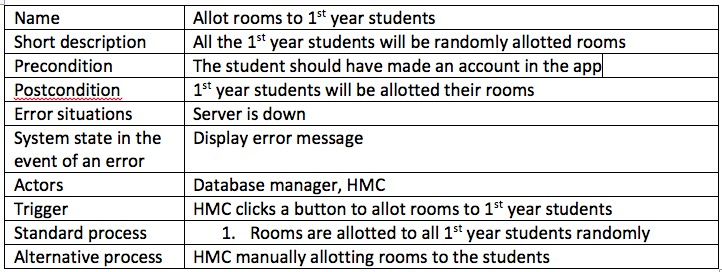 Name Allot rooms to 1st year students
Short description All the 1st year students will be randomly allotted rooms
Precondition The student should have made an account in the app
Postcondition 1st year students will be allotted their rooms
Error situations Server is down
System state in the Display error message
event of an error
Actors Database manager, HMC
Trigger HMC clicks a button to allot rooms to 1st year students
Standard process 1. Rooms are allotted to all 1st year students randomly
Alternative process HMC manually allotting rooms to the students